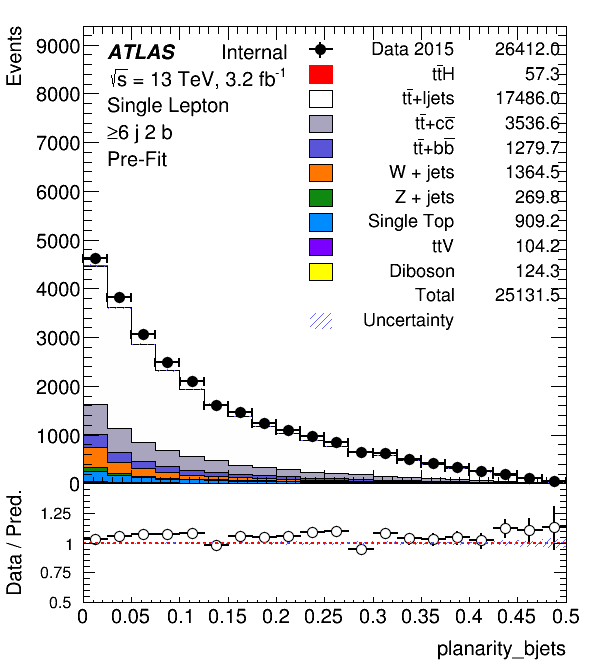 Events
9000
8000
7000
6000
5000
4000
3000
2000
1000
0
ATLAS Internal
√s = 13 TeV, 3.2 fb⁻¹
Single Lepton
≥6 j 2 b
Pre-Fit
Data 2015 26412.0
tt̄H 57.3
tt̄+ljets 17486.0
tt̄+cc̄ 3536.6
tt̄+bb̄ 1279.7
W + jets 1364.5
Z + jets 269.8
Single Top 909.2
ttV 104.2
Diboson 124.3
Total 25131.5
Uncertainty
Data / Pred.
1.25
1
0.75
0.5
0 0.05 0.1 0.15 0.2 0.25 0.3 0.35 0.4 0.45 0.5
planarity_bjets